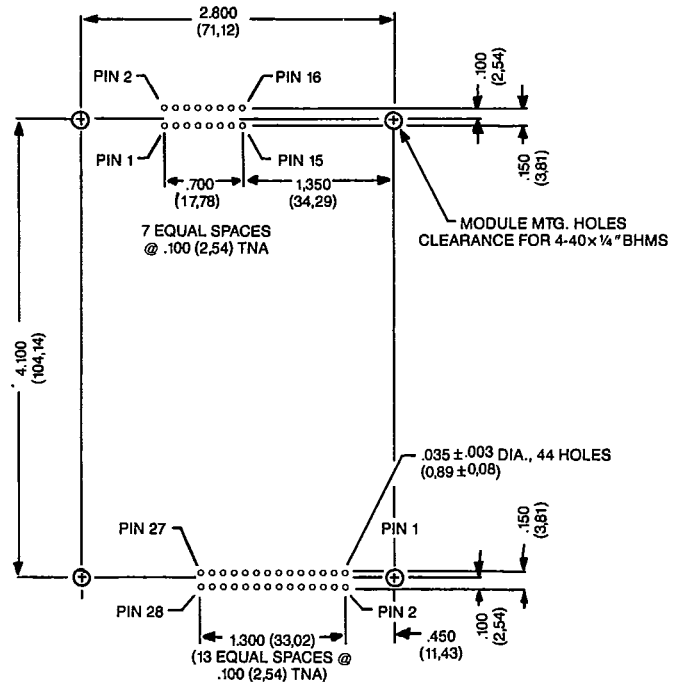 2.800
(71,12)
.100
(2,54)
PIN 2
PIN 16
PIN 1
PIN 15
.150
(3,81)
.700
(17,78)
1,350
(34,29)
7 EQUAL SPACES
@ .100 (2,54) TNA
MODULE MTG. HOLES
CLEARANCE FOR 4-40×¼" BHMS
4.100
(104,14)
.035 ±.003 DIA., 44 HOLES
(0,89 ±0,08)
PIN 27
PIN 1
.150
(3,81)
PIN 28
PIN 2
1.300 (33,02)
(13 EQUAL SPACES @
.100 (2,54) TNA)
.450
(11,43)
.100
(2,54)